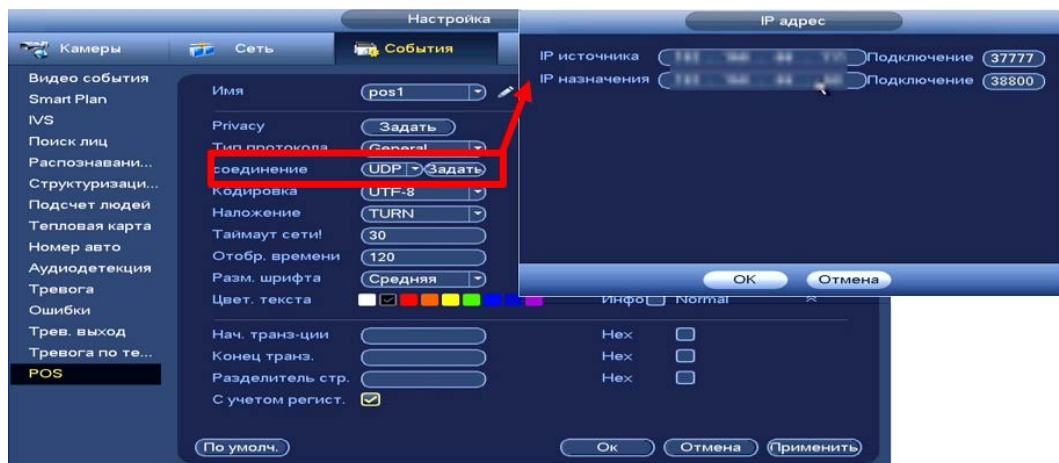 Настройка
Камеры
Сеть
События
Видео события
Smart Plan
IVS
Поиск лиц
Распознавани...
Структуризаци...
Подсчет людей
Тепловая карта
Номер авто
Аудиодетекция
Тревога
Ошибки
Трев. выход
Тревога по те...
POS
Имя pos1
Privacy Задать
Тип протокола General
соединение UDP Задать
Кодировка UTF-8
Наложение TURN
Таймаут сети! 30
Отобр. времени 120
Разм. шрифта Средняя
Цвет. текста Инфо Normal
Нач. транз-ции Hex
Конец транз. Hex
Разделитель стр. Hex
С учетом регист.
По умолч. Ок Отмена Применить
IP адрес
IP источника Подключение 37777
IP назначения Подключение 38800
OK Отмена